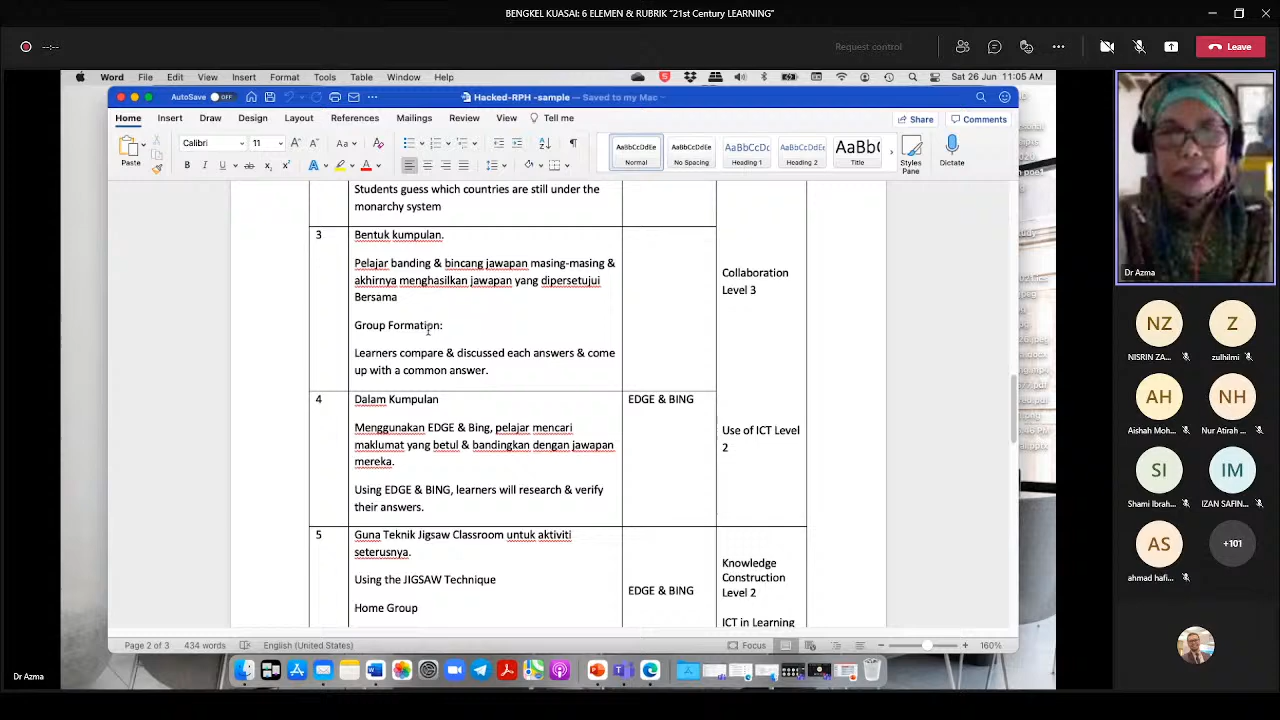 BENGKEL KUASAI: 6 ELEMEN & RUBRIK "21st Century LEARNING"
--:--
Request control
Leave
Word File Edit View Insert Format Tools Table Window Help
Sat 26 Jun 11:05 AM
AutoSave OFF
Hacked-RPH -sample — Saved to my Mac
Home Insert Draw Design Layout References Mailings Review View Tell me
Share Comments
Paste
Calibri 11
AaBbCcDdEe Normal
AaBbCcDdEe No Spacing
AaBbCcDc Heading 1
AaBbCcDdEe Heading 2
AaBb( Title
Styles Pane
Dictate
Students guess which countries are still under the
monarchy system
3
Bentuk kumpulan.
Pelajar banding & bincang jawapan masing-masing &
akhirnya menghasilkan jawapan yang dipersetujui
Bersama
Group Formation:
Learners compare & discussed each answers & come
up with a common answer.
Collaboration
Level 3
4
Dalam Kumpulan
Menggunakan EDGE & Bing, pelajar mencari
maklumat yang betul & bandingkan dengan jawapan
mereka.
Using EDGE & BING, learners will research & verify
their answers.
EDGE & BING
Use of ICT Level
2
5
Guna Teknik Jigsaw Classroom untuk aktiviti
seterusnya.
Using the JIGSAW Technique
Home Group
EDGE & BING
Knowledge
Construction
Level 2
ICT in Learning
Page 2 of 3 434 words English (United States)
Focus
160%
Dr Azma
Dr Azma
NZ
NISRIN ZA...
Z
zulhilmi
AH
Aishah Moh...
NH
Nur Atirah ...
SI
Shami Ibrah...
IM
IZAN SAFIN...
AS
ahmad hafi...
+101